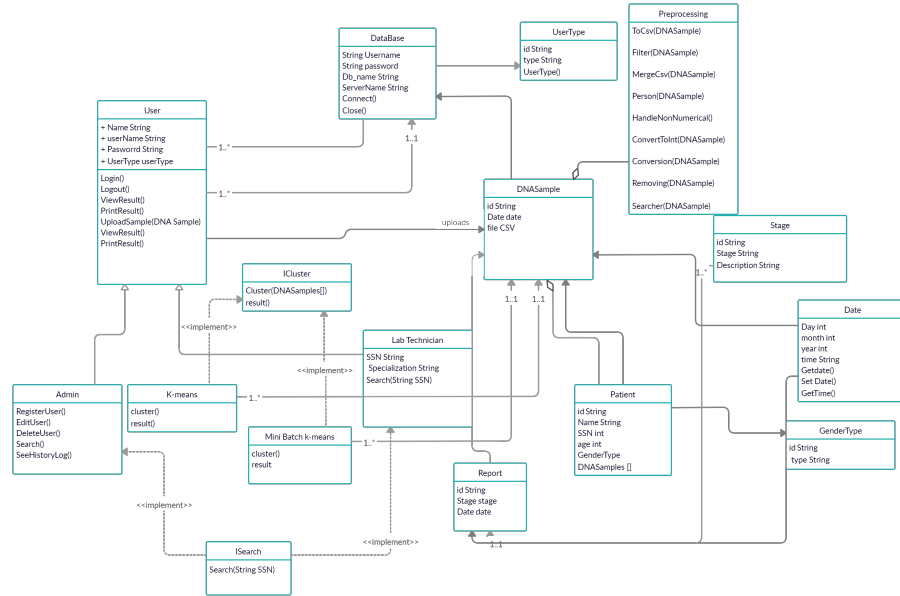 Preprocessing
ToCsv(DNASample)
Filter(DNASample)
MergeCsv(DNASample)
Person(DNASample)
HandleNonNumerical()
ConvertToInt(DNASample)
Conversion(DNASample)
Removing(DNASample)
Searcher(DNASample)
UserType
id String
type String
UserType()
DataBase
String Username
String password
Db_name String
ServerName String
Connect()
Close()
User
+ Name String
+ userName String
+ Pasworrd String
+ UserType userType
Login()
Logout()
ViewResult()
PrintResult()
UploadSample(DNA Sample)
ViewResult()
PrintResult()
1..*
1..1
1..*
uploads
DNASample
id String
Date date
file CSV
Stage
id String
Stage String
Description String
1..*
ICluster
Cluster(DNASamples[])
result()
<<implement>>
1..1
1..1
Date
Day int
month int
year int
time String
Getdate()
Set Date()
GetTime()
Lab Technician
SSN String
Specialization String
Search(String SSN)
<<implement>>
Admin
RegisterUser()
EditUser()
DeleteUser()
Search()
SeeHistoryLog()
K-means
cluster()
result()
1..*
Patient
id String
Name String
SSN int
age int
GenderType
DNASamples []
GenderType
id String
type String
Mini Batch k-means
cluster()
result
1..*
Report
id String
Stage stage
Date date
1..1
<<implement>>
<<implement>>
ISearch
Search(String SSN)